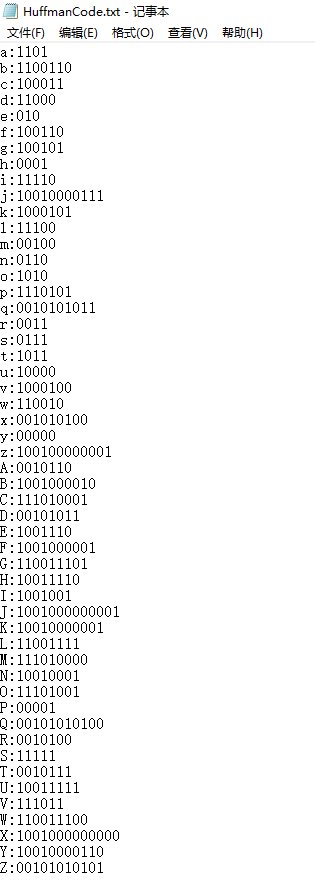 HuffmanCode.txt - 记事本
文件(F) 编辑(E) 格式(O) 查看(V) 帮助(H)
a:1101
b:1100110
c:100011
d:11000
e:010
f:100110
g:100101
h:0001
i:11110
j:10010000111
k:1000101
l:11100
m:00100
n:0110
o:1010
p:1110101
q:0010101011
r:0011
s:0111
t:1011
u:10000
v:1000100
w:110010
x:001010100
y:00000
z:100100000001
A:0010110
B:1001000010
C:111010001
D:00101011
E:1001110
F:1001000001
G:110011101
H:10011110
I:1001001
J:1001000000001
K:10010000001
L:11001111
M:111010000
N:10010001
O:11101001
P:00001
Q:00101010100
R:0010100
S:11111
T:0010111
U:10011111
V:111011
W:110011100
X:1001000000000
Y:10010000110
Z:00101010101